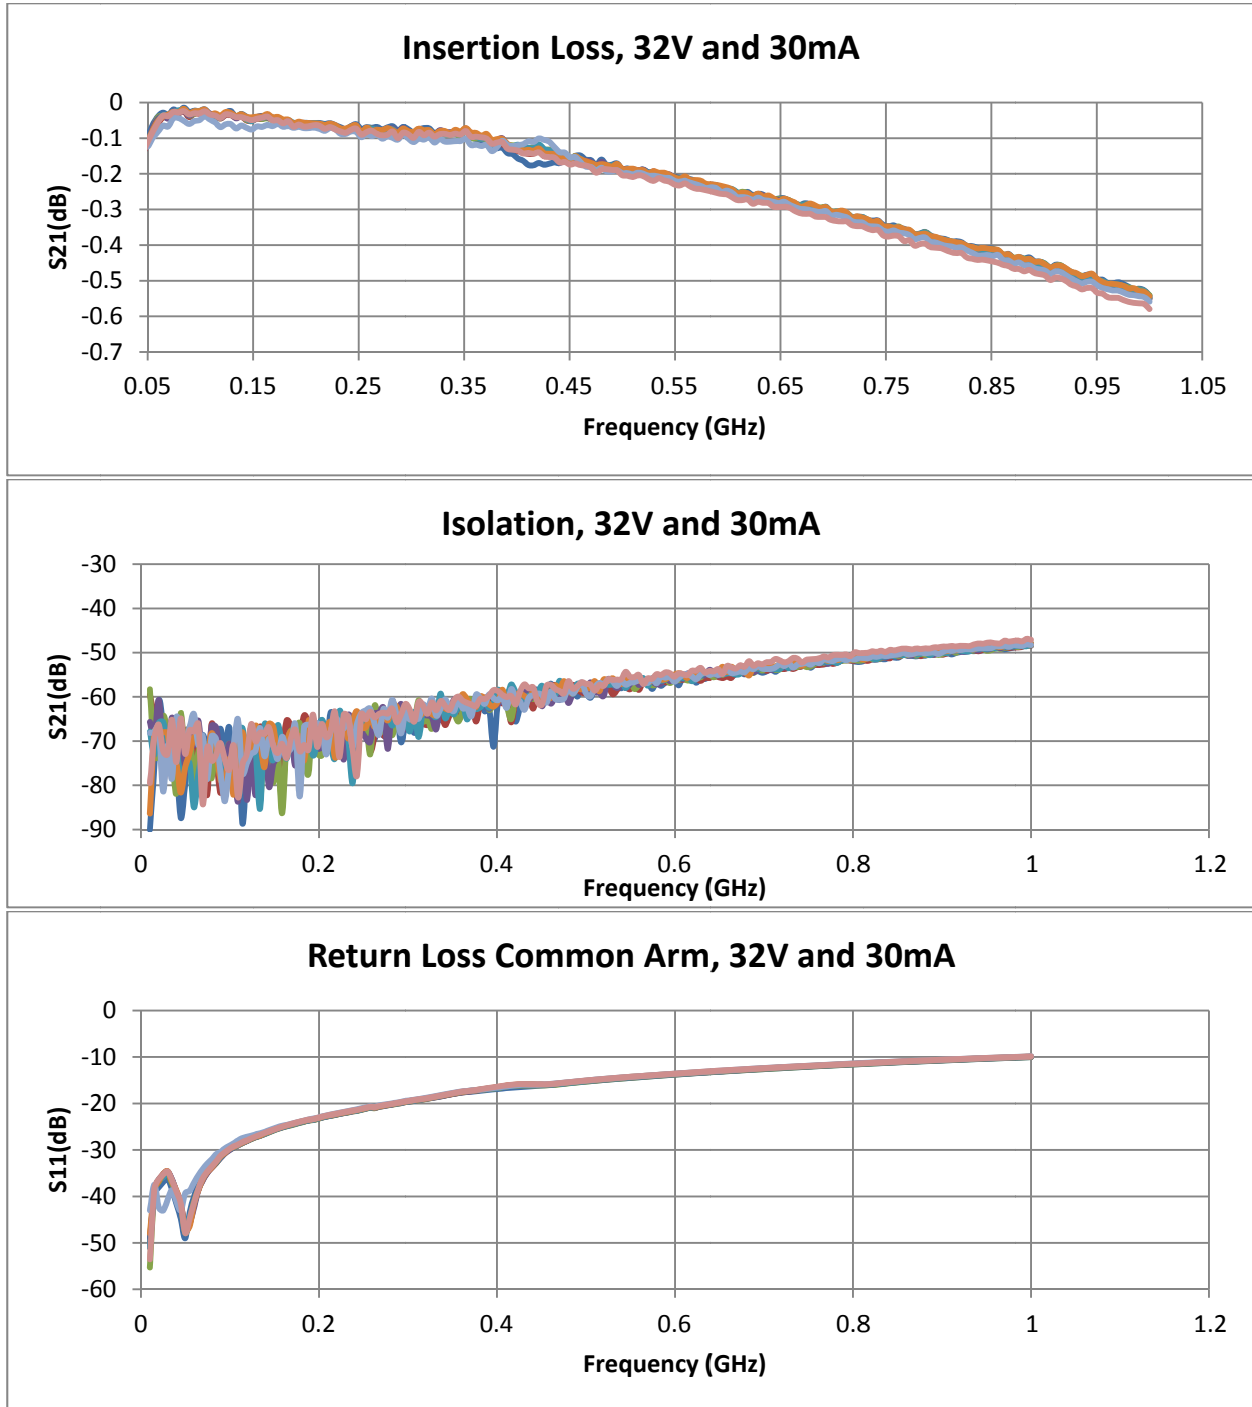 Insertion Loss, 32V and 30mA
0
-0.1
-0.2
-0.3
-0.4
-0.5
-0.6
-0.7
S21(dB)
0.05 0.15 0.25 0.35 0.45 0.55 0.65 0.75 0.85 0.95 1.05
Frequency (GHz)
Isolation, 32V and 30mA
-30
-40
-50
-60
-70
-80
-90
S21(dB)
0 0.2 0.4 0.6 0.8 1 1.2
Frequency (GHz)
Return Loss Common Arm, 32V and 30mA
0
-10
-20
-30
-40
-50
-60
S11(dB)
0 0.2 0.4 0.6 0.8 1 1.2
Frequency (GHz)